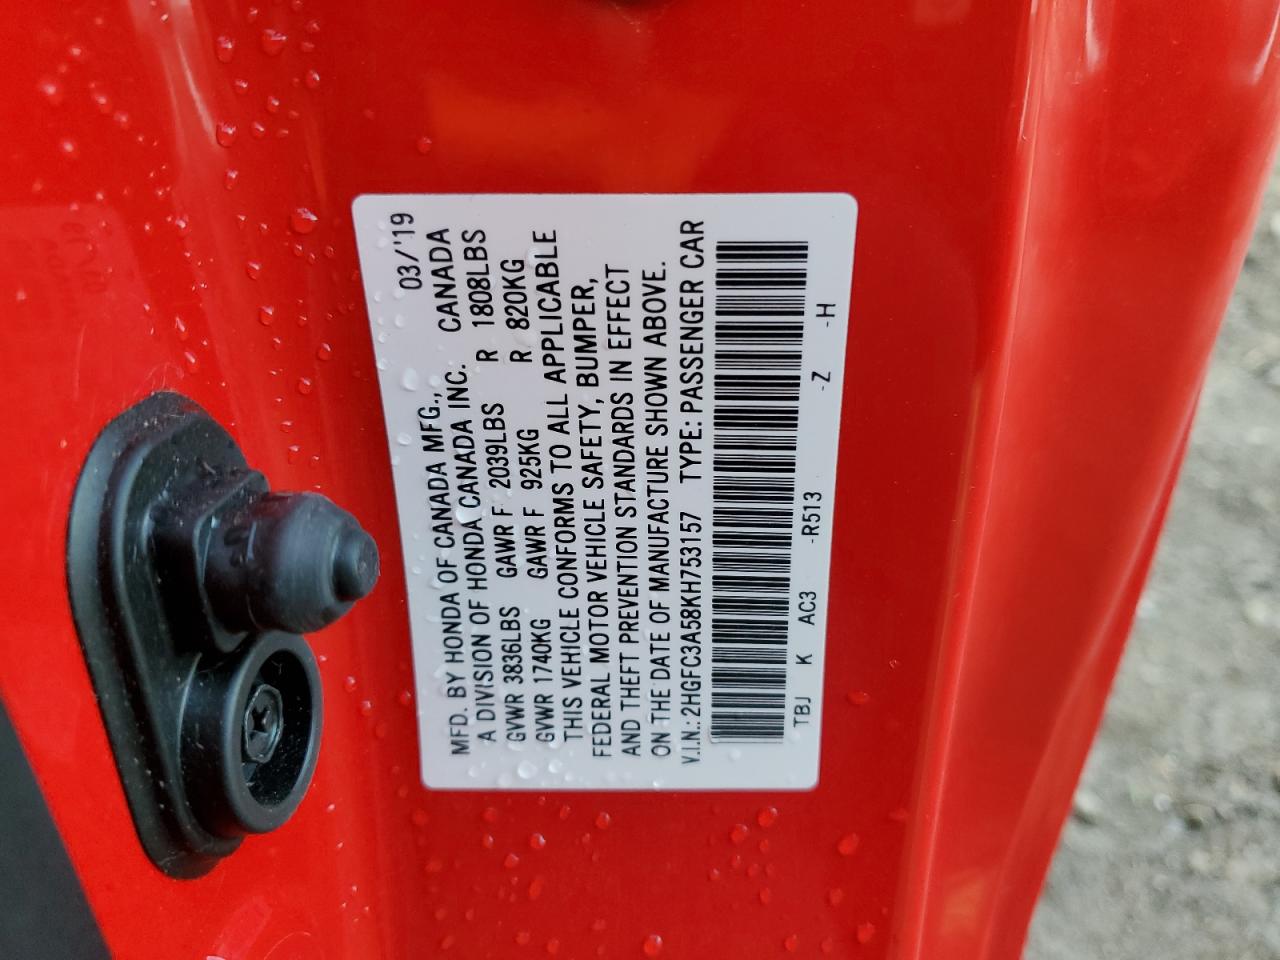 MFD. BY HONDA OF CANADA MFG., 03/'19
A DIVISION OF HONDA CANADA INC. CANADA
GVWR 3836LBS GAWR F 2039LBS R 1808LBS
GVWR 1740KG GAWR F 925KG R 820KG
THIS VEHICLE CONFORMS TO ALL APPLICABLE
FEDERAL MOTOR VEHICLE SAFETY, BUMPER,
AND THEFT PREVENTION STANDARDS IN EFFECT
ON THE DATE OF MANUFACTURE SHOWN ABOVE.
V.I.N.: 2HGFC3A58KH753157 TYPE: PASSENGER CAR
TBJ K AC3 -R513 -Z -H